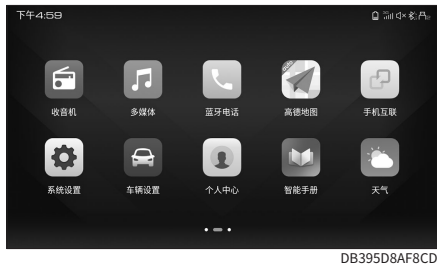 下午4:59
收音机
多媒体
蓝牙电话
高德地图
手机互联
系统设置
车辆设置
个人中心
智能手册
天气
DB395D8AF8CD